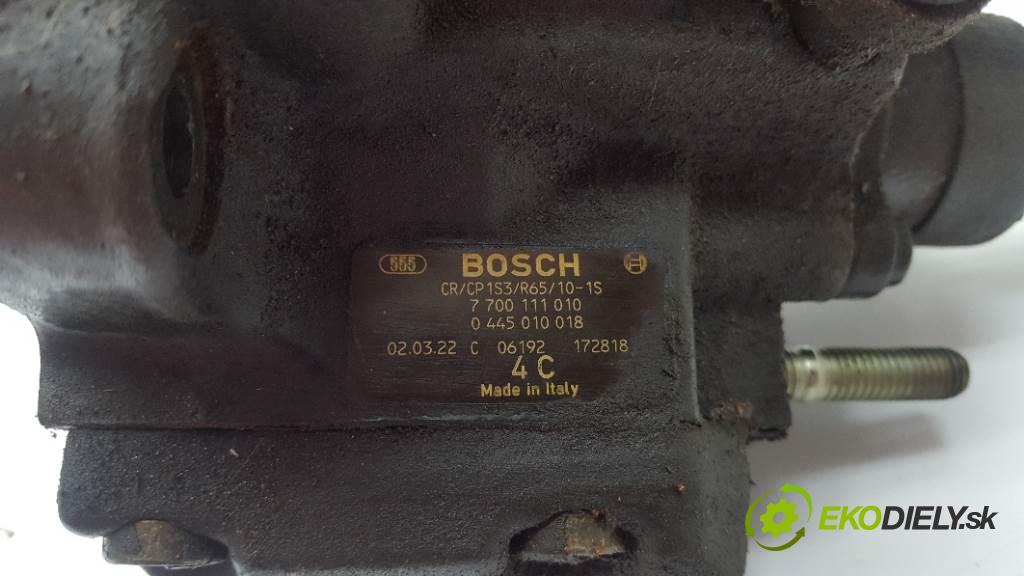 555 BOSCH
CR/CP1S3/R65/10-1S
7 700 111 010
0 445 010 018
02.03.22 C 06192 172818
4 C
Made in Italy
EKODIELY.sk